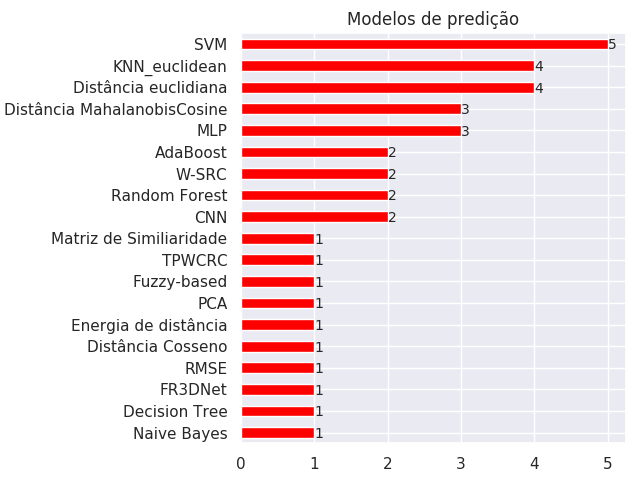 Modelos de predição
SVM 5
KNN_euclidean 4
Distância euclidiana 4
Distância MahalanobisCosine 3
MLP 3
AdaBoost 2
W-SRC 2
Random Forest 2
CNN 2
Matriz de Similiaridade 1
TPWCRC 1
Fuzzy-based 1
PCA 1
Energia de distância 1
Distância Cosseno 1
RMSE 1
FR3DNet 1
Decision Tree 1
Naive Bayes 1
0 1 2 3 4 5